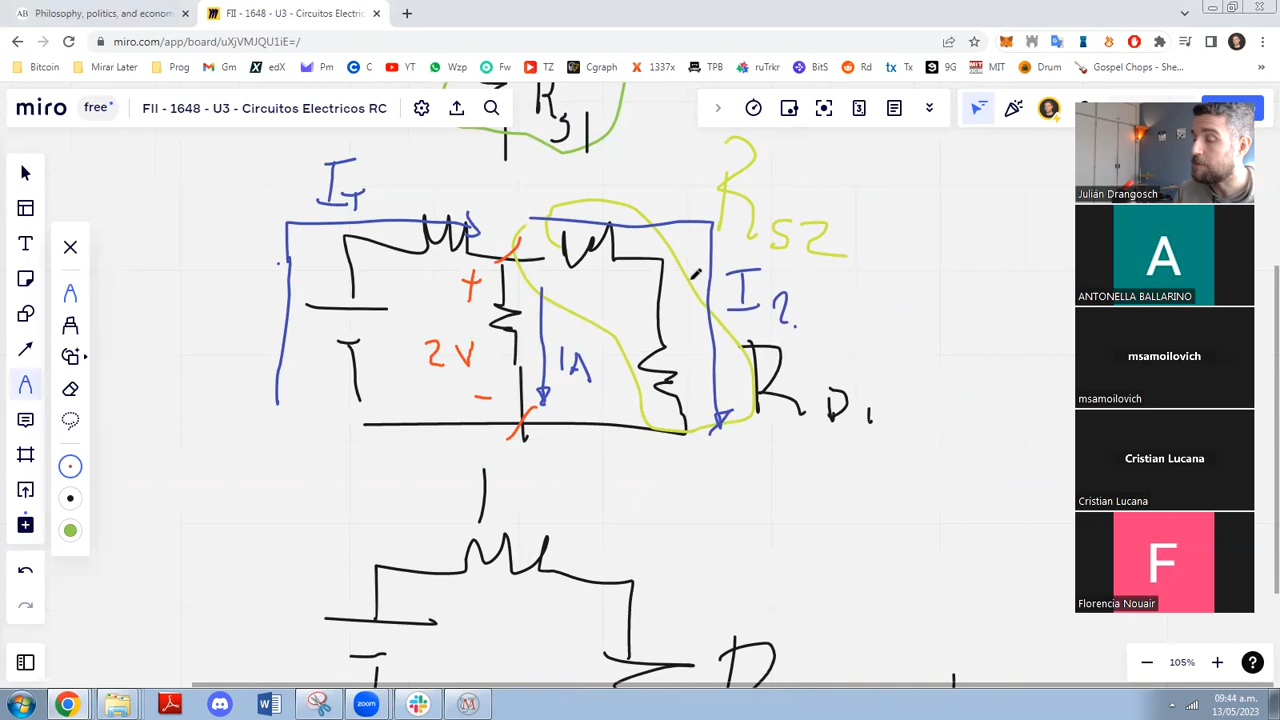 Philosophy, politics, and econom
FII - 1648 - U3 - Circuitos Electric
miro.com/app/board/uXjVMJQU1iE=/
Bitcoin
Mirar Later
Prog
Gm
edX
Pm
C
YT
Wzp
Fw
TZ
Cgraph
1337x
TPB
BitS
ruTrkr
Rd
Tx
9G
MIT
Drum
Gospel Chops - She...
miro
free
FII - 1648 - U3 - Circuitos Electricos RC
R31
IT
RS2
+
I2
2V
1A
-
RD1
D
Julián Drangosch
A
ANTONELLA BALLARINO
msamoilovich
msamoilovich
Cristian Lucana
Cristian Lucana
F
Florencia Nouair
105%
09:44 a.m.
13/05/2023